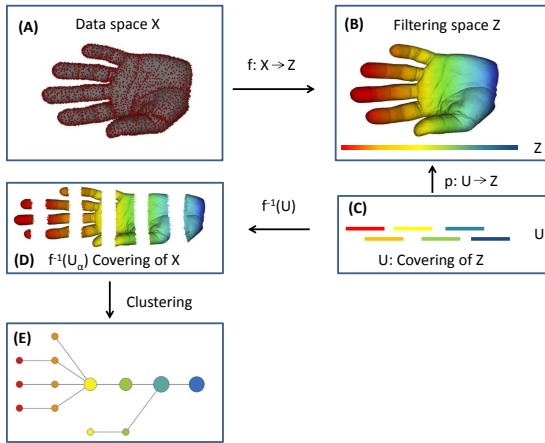 (A)
Data space X
f: X → Z
(B)
Filtering space Z
Z
p: U → Z
f⁻¹(U)
(C)
U
U: Covering of Z
(D) f⁻¹(Uα) Covering of X
Clustering
(E)